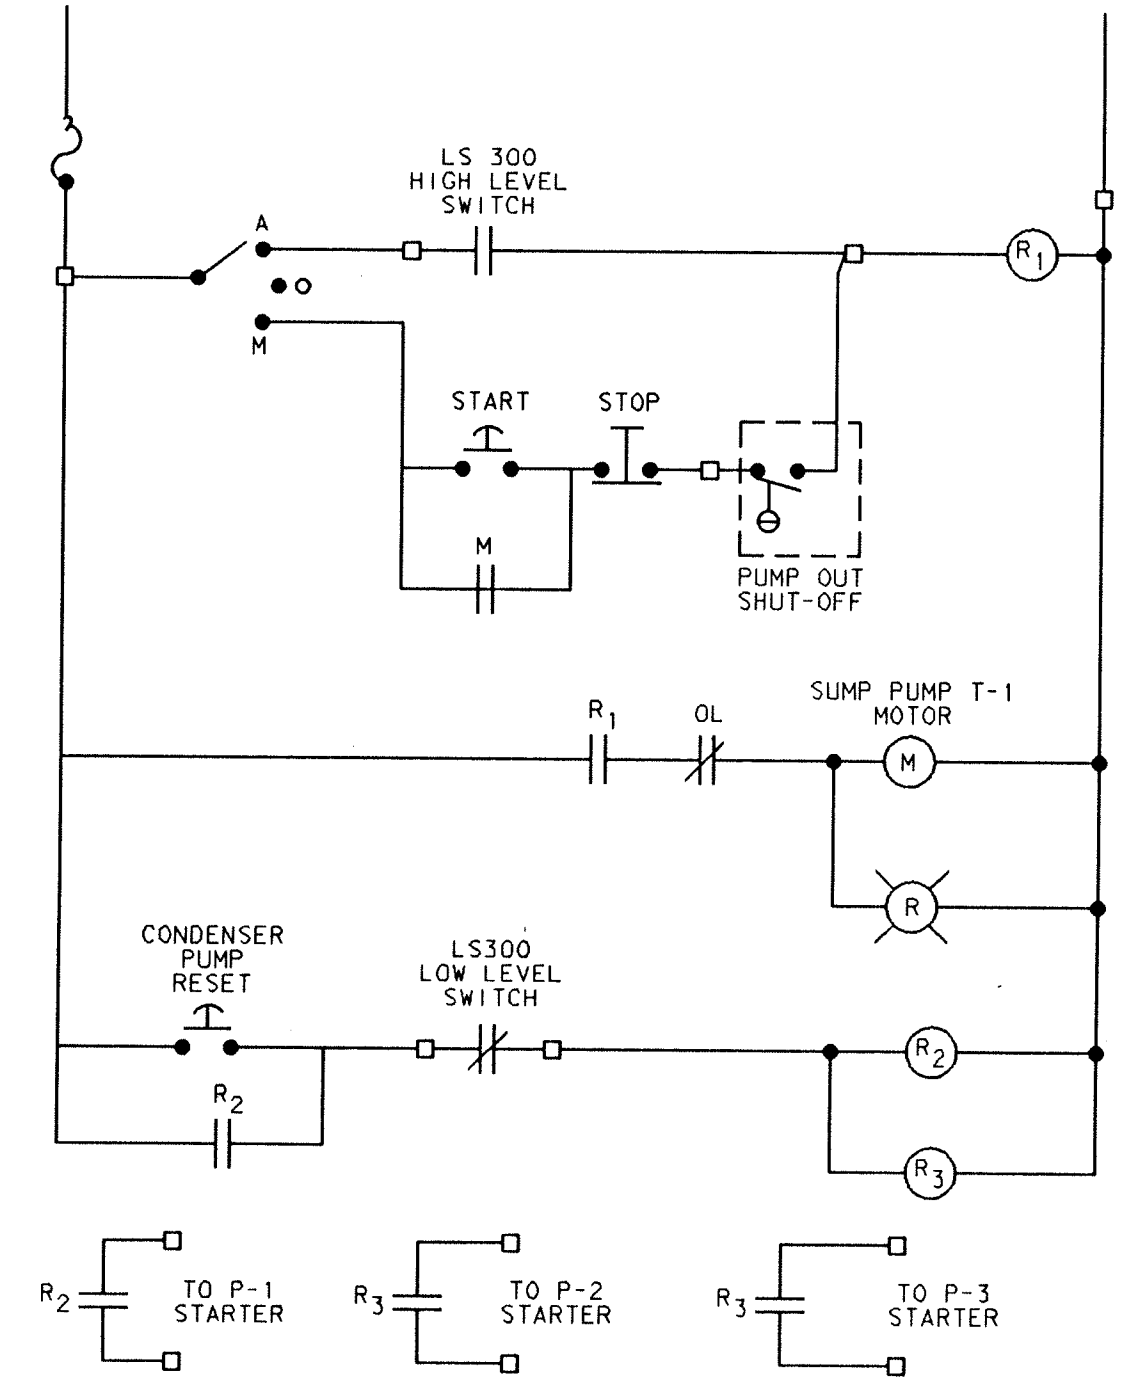 LS 300
HIGH LEVEL
SWITCH
A
R1
M
START
STOP
M
PUMP OUT
SHUT-OFF
SUMP PUMP T-1
MOTOR
R1
OL
M
R
CONDENSER
PUMP
RESET
LS300
LOW LEVEL
SWITCH
R2
R2
R3
R2
TO P-1
STARTER
R3
TO P-2
STARTER
R3
TO P-3
STARTER